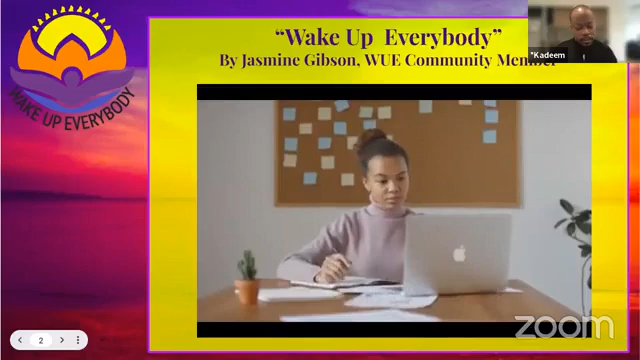 “Wake Up Everybody”
By Jasmine Gibson, WUE Community Member
*Kadeem
WAKE UP EVERYBODY
2
zoom